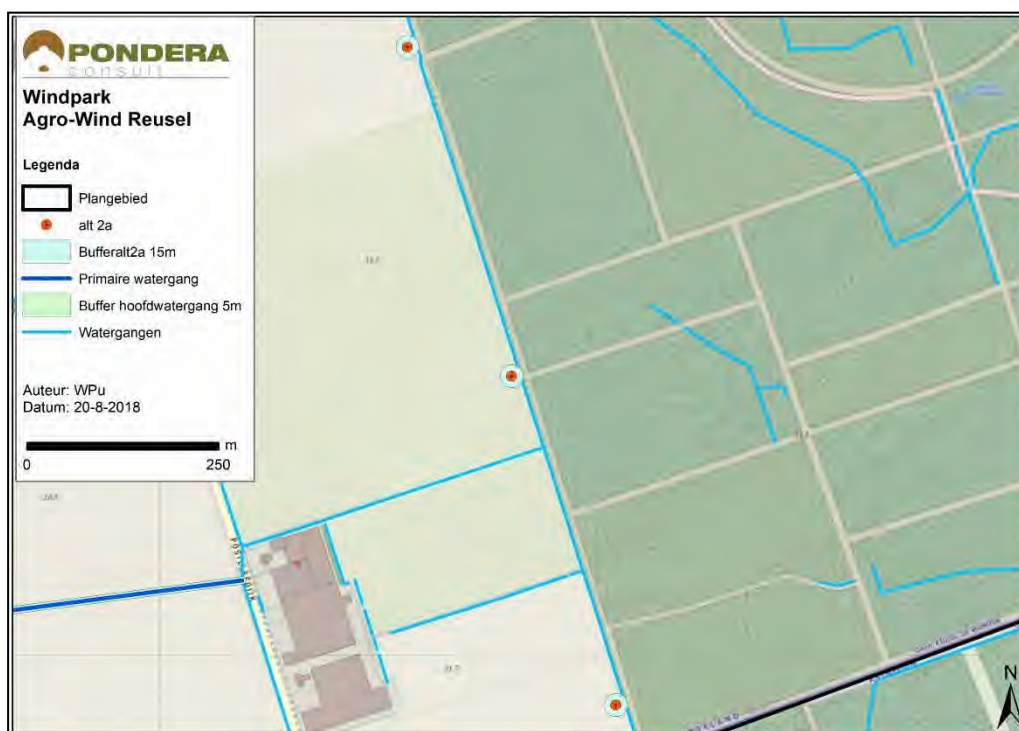 PONDERA
consult
Windpark
Agro-Wind Reusel
Legenda
Plangebied
alt 2a
Bufferalt2a 15m
Primaire watergang
Buffer hoofdwatergang 5m
Watergangen
Auteur: WPu
Datum: 20-8-2018
m
0 250
N